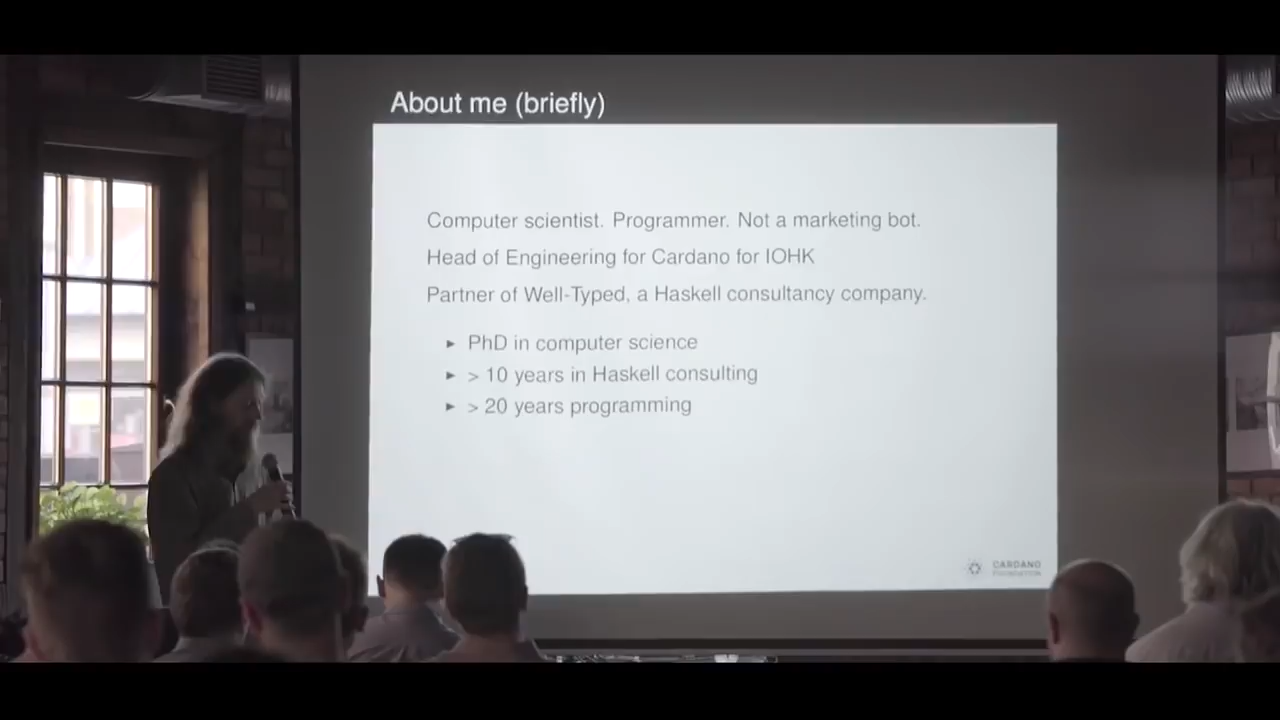 About me (briefly)
Computer scientist. Programmer. Not a marketing bot.
Head of Engineering for Cardano for IOHK
Partner of Well-Typed, a Haskell consultancy company.
▸ PhD in computer science
▸ > 10 years in Haskell consulting
▸ > 20 years programming
CARDANO
FOUNDATION